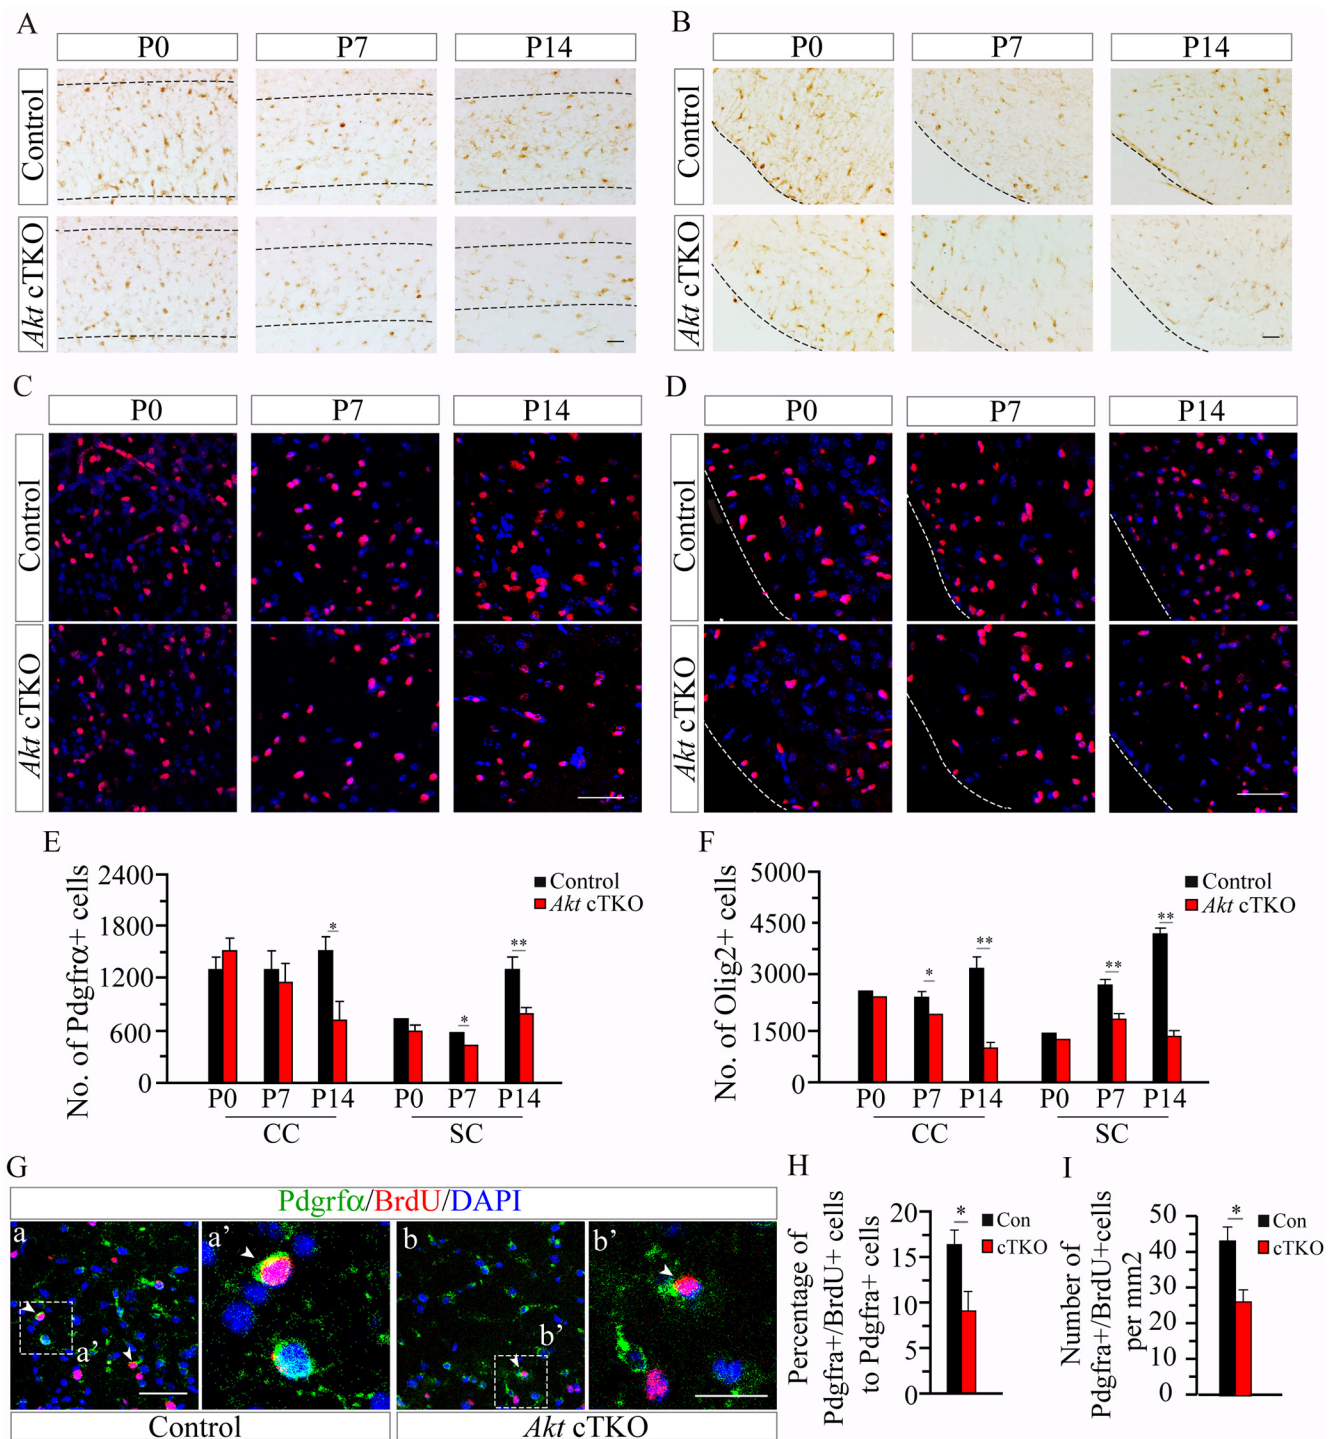 A
P0
P7
P14
Control
Akt cTKO
B
P0
P7
P14
Control
Akt cTKO
C
P0
P7
P14
Control
Akt cTKO
D
P0
P7
P14
Control
Akt cTKO
E
No. of Pdgfrα+ cells
2400
1800
1200
600
0
Control
Akt cTKO
*
*
**
P0 P7 P14 P0 P7 P14
CC SC
F
No. of Olig2+ cells
5000
4500
3000
1500
0
Control
Akt cTKO
*
**
**
**
P0 P7 P14 P0 P7 P14
CC SC
G
Pdgrfα/BrdU/DAPI
a
a'
a'
b
b'
b'
Control
Akt cTKO
H
Percentage of
Pdgfra+/BrdU+ cells
to Pdgfra+ cells
20
15
10
5
0
*
Con
cTKO
I
Number of
Pdgfra+/BrdU+cells
per mm2
50
40
30
20
10
0
*
Con
cTKO